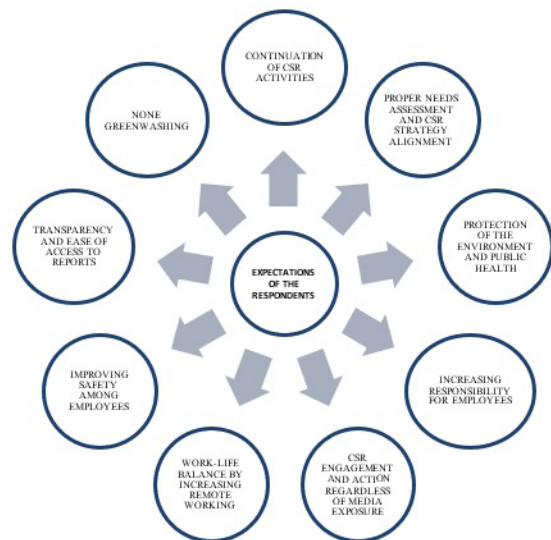 CONTINUATION
OF CSR
ACTIVITIES
PROPER NEEDS
ASSESSMENT
AND CSR
STRATEGY
ALIGNMENT
PROTECTION
OF THE
ENVIRONMENT
AND PUBLIC
HEALTH
INCREASING
RESPONSIBILITY
FOR EMPLOYEES
CSR
ENGAGEMENT
AND ACTION
REGARDLESS
OF MEDIA
EXPOSURE
WORK-LIFE
BALANCE BY
INCREASING
REMOTE
WORKING
IMPROVING
SAFETY
AMONG
EMPLOYEES
TRANSPARENCY
AND EASE OF
ACCESS TO
REPORTS
NONE
GREENWASHING
EXPECTATIONS
OF THE
RESPONDENTS